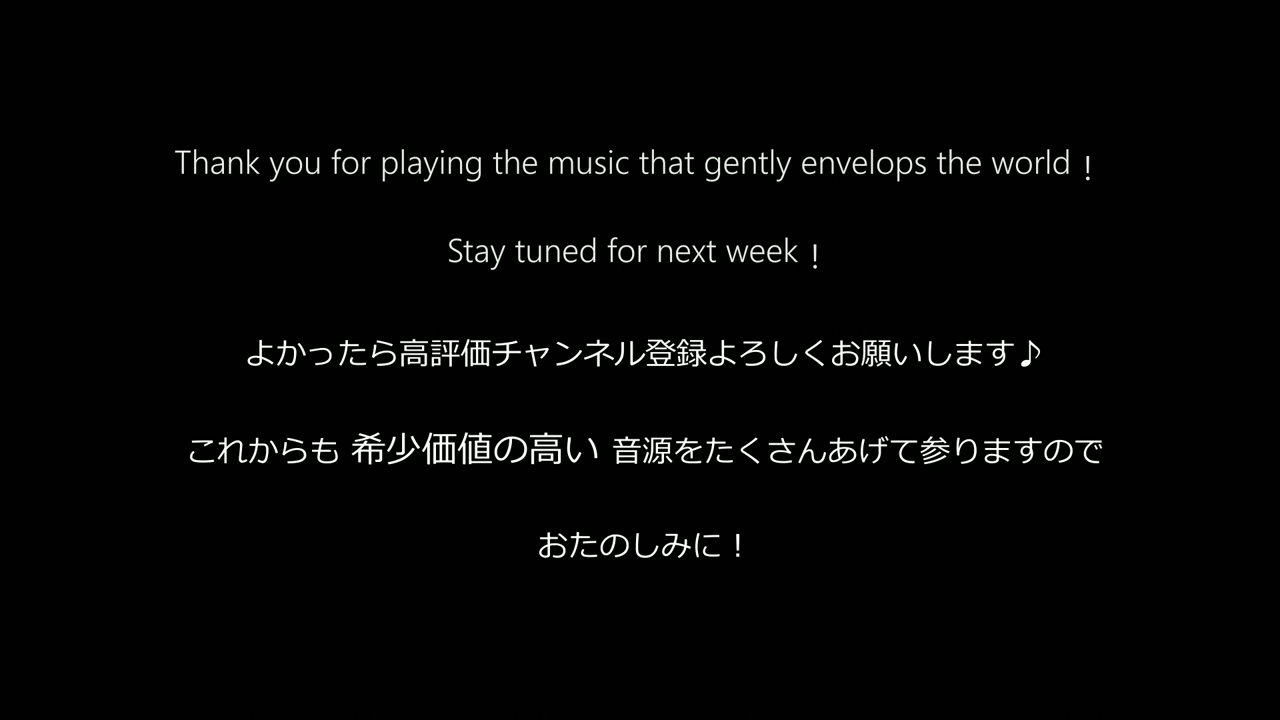 Thank you for playing the music that gently envelops the world！
Stay tuned for next week！
よかったら高評価チャンネル登録よろしくお願いします♪
これからも 希少価値の高い 音源をたくさんあげて参りますので
おたのしみに！